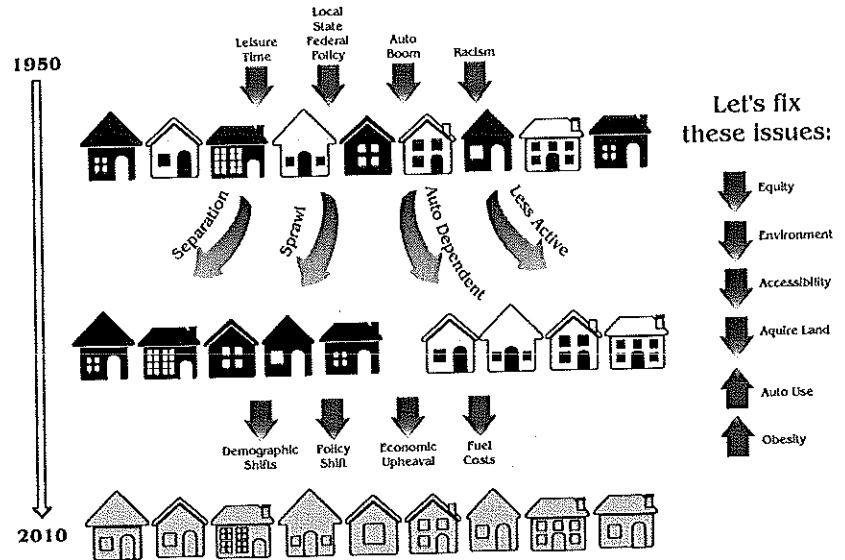 1950
Leisure
Time
Local
State
Federal
Policy
Auto
Boom
Racism
Separation
Sprawl
Auto Dependent
Less Active
Demographic
Shifts
Policy
Shift
Economic
Upheaval
Fuel
Costs
2010
Let's fix
these issues:
Equity
Environment
Accessibility
Aquire Land
Auto Use
Obesity